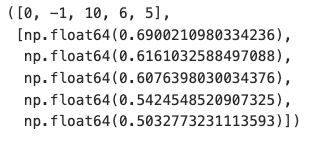 ([0, -1, 10, 6, 5],
[np.float64(0.6900210980334236),
np.float64(0.6161032588497088),
np.float64(0.6076398030034376),
np.float64(0.5424548520907325),
np.float64(0.5032773231113593)])